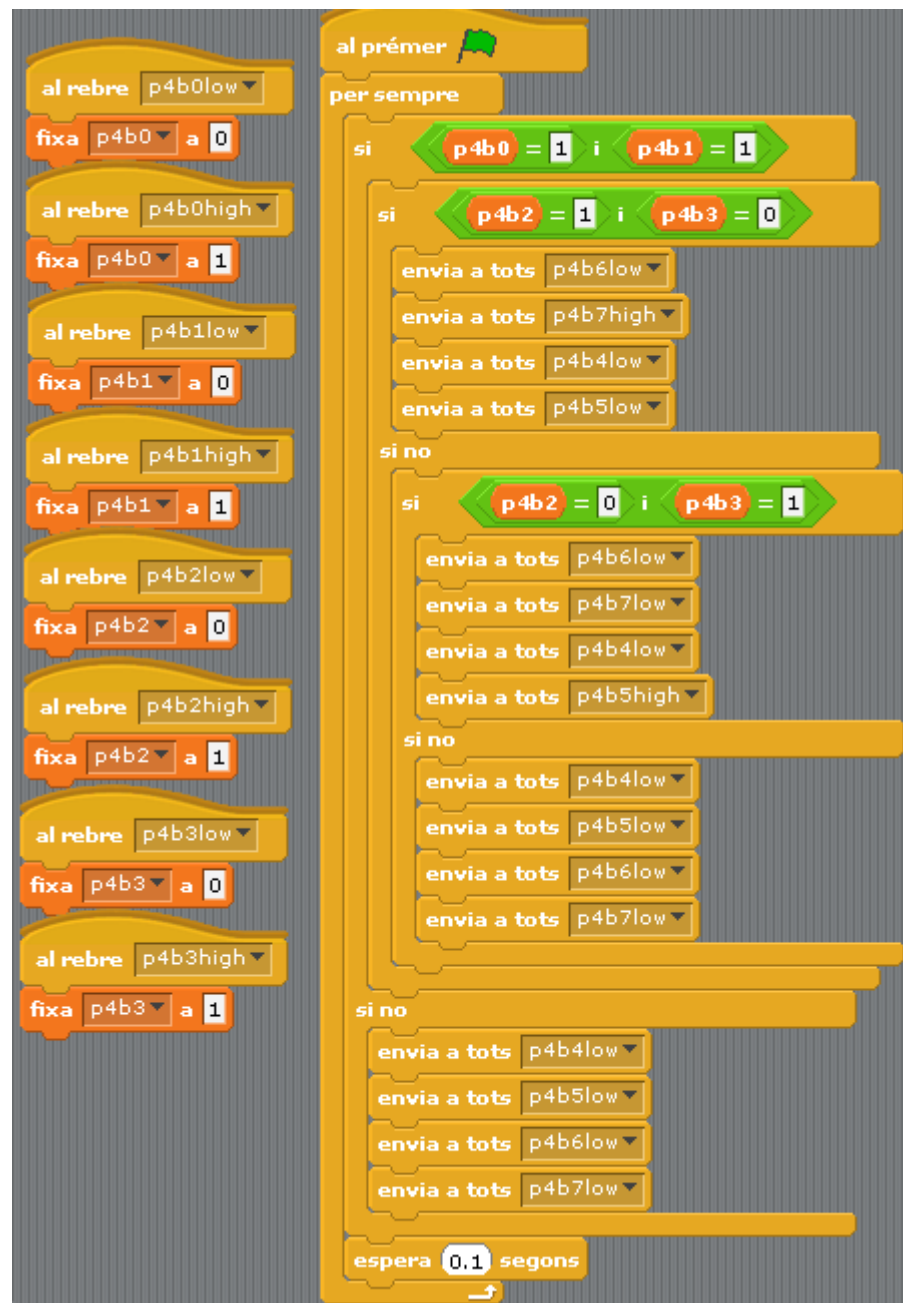 al rebre p4b0low
fixa p4b0 a 0
al rebre p4b0high
fixa p4b0 a 1
al rebre p4b1low
fixa p4b1 a 0
al rebre p4b1high
fixa p4b1 a 1
al rebre p4b2low
fixa p4b2 a 0
al rebre p4b2high
fixa p4b2 a 1
al rebre p4b3low
fixa p4b3 a 0
al rebre p4b3high
fixa p4b3 a 1
al prémer
per sempre
si p4b0 = 1 i p4b1 = 1
si p4b2 = 1 i p4b3 = 0
envia a tots p4b6low
envia a tots p4b7high
envia a tots p4b4low
envia a tots p4b5low
si no
si p4b2 = 0 i p4b3 = 1
envia a tots p4b6low
envia a tots p4b7low
envia a tots p4b4low
envia a tots p4b5high
si no
envia a tots p4b4low
envia a tots p4b5low
envia a tots p4b6low
envia a tots p4b7low
si no
envia a tots p4b4low
envia a tots p4b5low
envia a tots p4b6low
envia a tots p4b7low
espera 0.1 segons